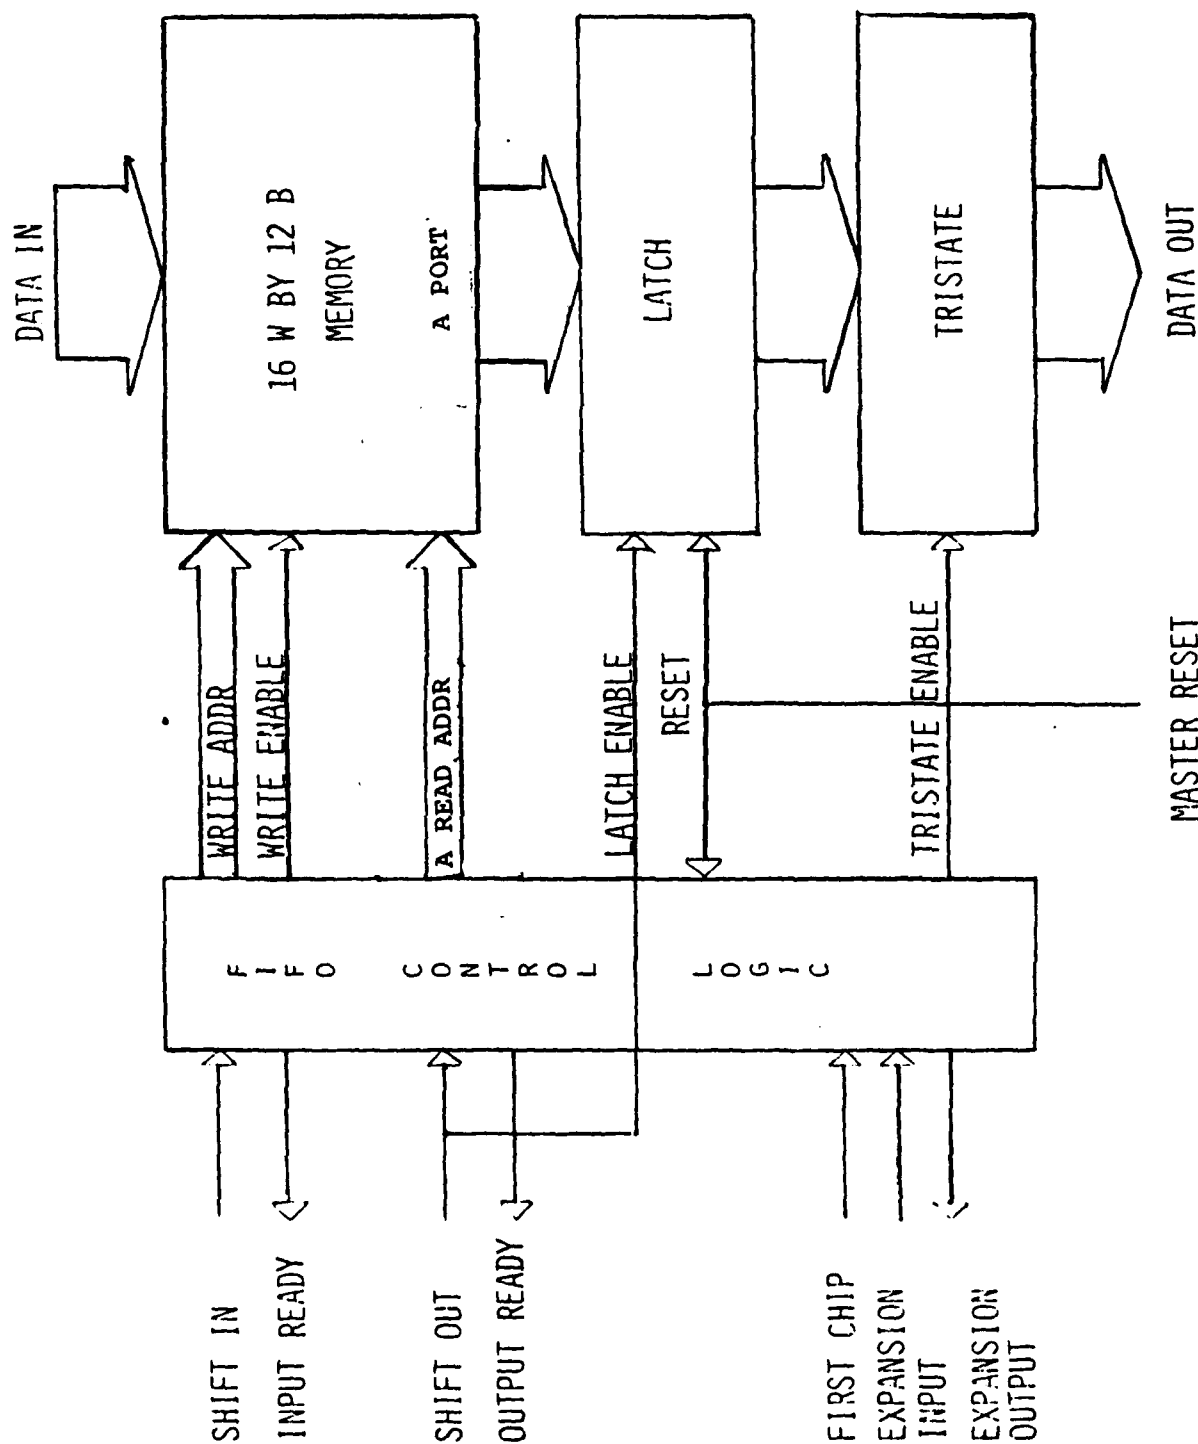 DATA IN
16 W BY 12 B
MEMORY
A PORT
LATCH
TRISTATE
DATA OUT
WRITE ADDR
WRITE ENABLE
A READ ADDR
LATCH ENABLE
RESET
TRISTATE ENABLE
MASTER RESET
FIFO CONTROL LOGIC
SHIFT IN
INPUT READY
SHIFT OUT
OUTPUT READY
FIRST CHIP
EXPANSION
INPUT
EXPANSION
OUTPUT